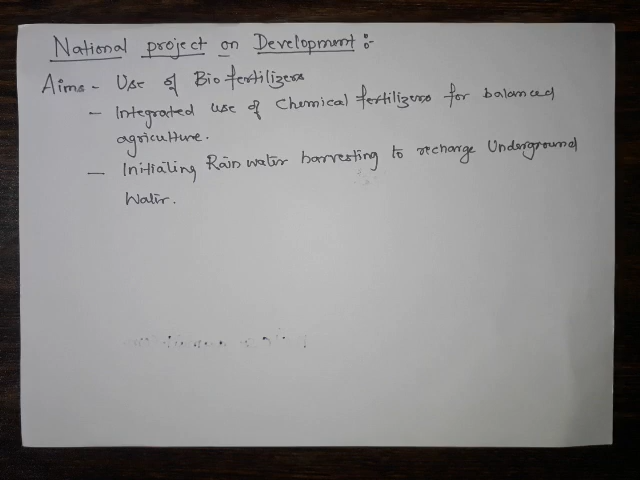 National project on Development :-
Aims - Use of Bio fertilizers
- Integrated use of Chemical fertilizers for balanced
agriculture.
- Initiating Rain water harvesting to recharge Underground
Water.